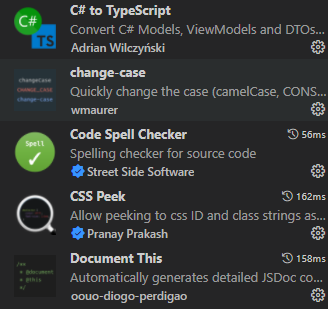 C#
TS
C# to TypeScript
Convert C# Models, ViewModels and DTOs...
Adrian Wilczyński
changeCase
CHANGE_CASE
change-case
change-case
Quickly change the case (camelCase, CONS...
wmaurer
Spell
Code Spell Checker
56ms
Spelling checker for source code
Street Side Software
CSS Peek
162ms
Allow peeking to css ID and class strings as...
Pranay Prakash
/**
* @document
* @this
*/
Document This
158ms
Automatically generates detailed JSDoc co...
oouo-diogo-perdigao